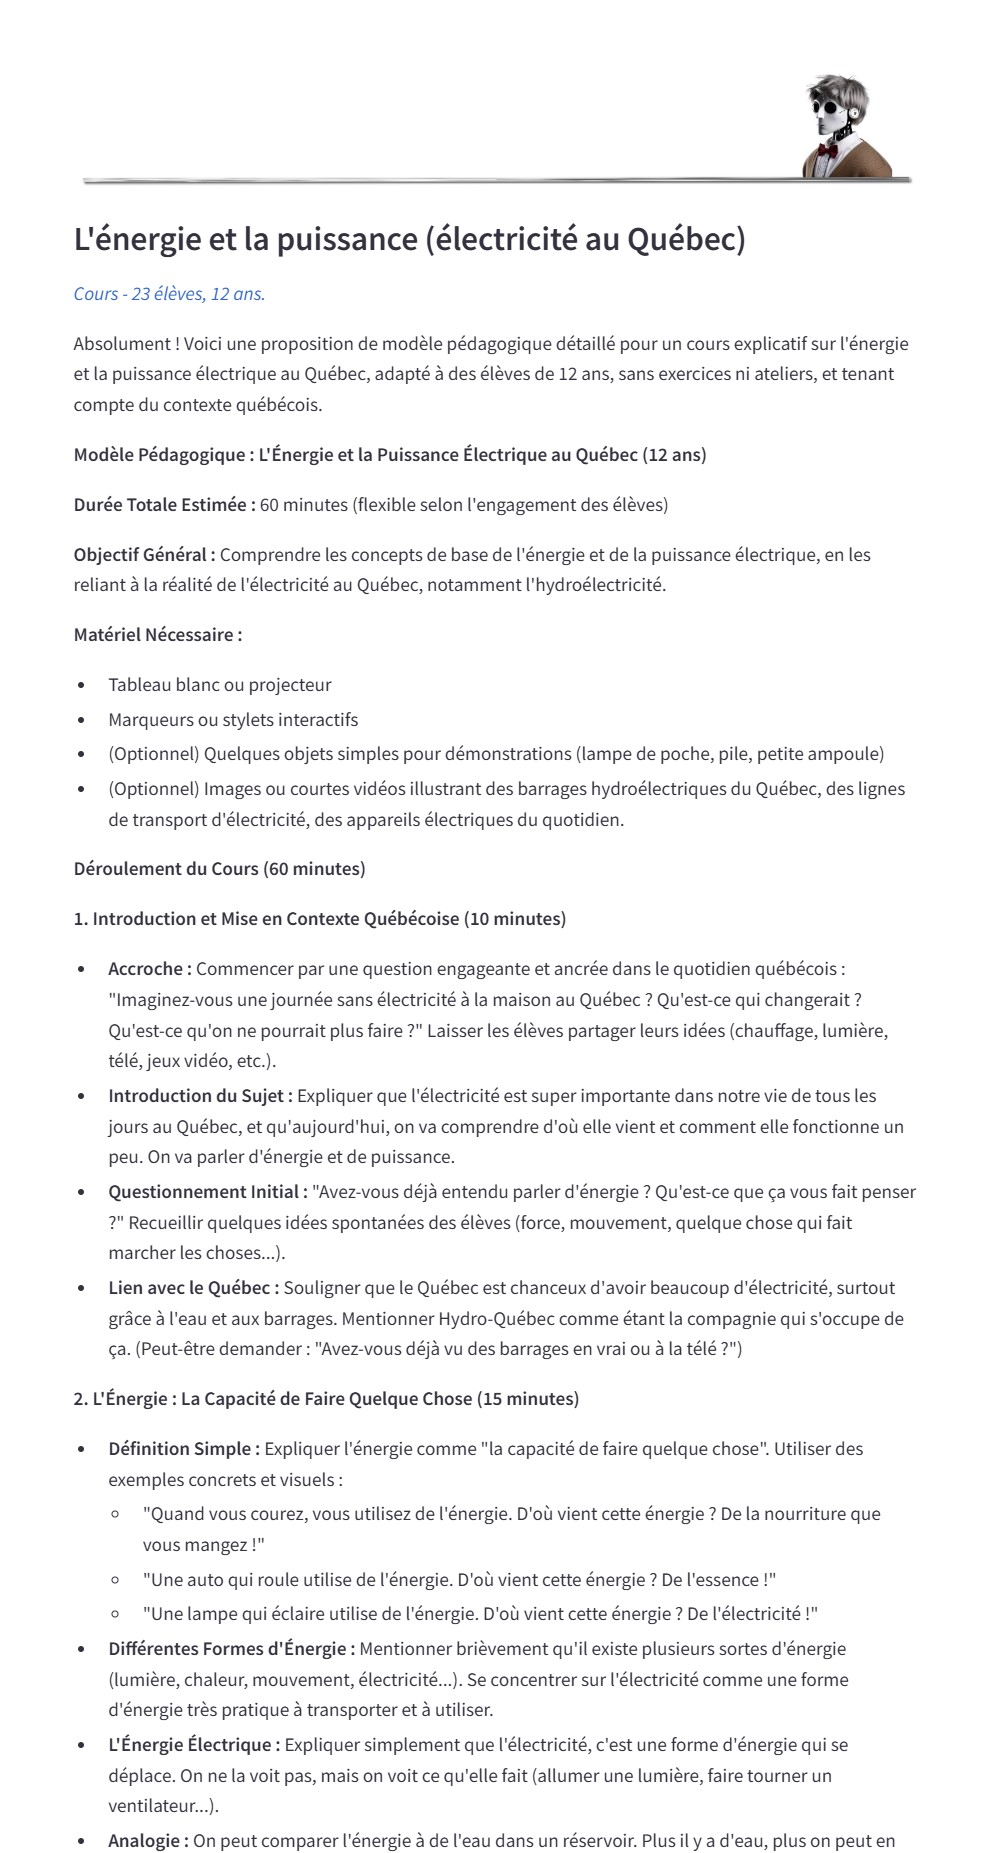 L'énergie et la puissance (électricité au Québec)
Cours - 23 élèves, 12 ans.
Absolument ! Voici une proposition de modèle pédagogique détaillé pour un cours explicatif sur l'énergie
et la puissance électrique au Québec, adapté à des élèves de 12 ans, sans exercices ni ateliers, et tenant
compte du contexte québécois.
Modèle Pédagogique : L'Énergie et la Puissance Électrique au Québec (12 ans)
Durée Totale Estimée : 60 minutes (flexible selon l'engagement des élèves)
Objectif Général : Comprendre les concepts de base de l'énergie et de la puissance électrique, en les
reliant à la réalité de l'électricité au Québec, notamment l'hydroélectricité.
Matériel Nécessaire :
• Tableau blanc ou projecteur
• Marqueurs ou stylets interactifs
• (Optionnel) Quelques objets simples pour démonstrations (lampe de poche, pile, petite ampoule)
• (Optionnel) Images ou courtes vidéos illustrant des barrages hydroélectriques du Québec, des lignes
de transport d'électricité, des appareils électriques du quotidien.
Déroulement du Cours (60 minutes)
1. Introduction et Mise en Contexte Québécoise (10 minutes)
• Accroche : Commencer par une question engageante et ancrée dans le quotidien québécois :
"Imaginez-vous une journée sans électricité à la maison au Québec ? Qu'est-ce qui changerait ?
Qu'est-ce qu'on ne pourrait plus faire ?" Laisser les élèves partager leurs idées (chauffage, lumière,
télé, jeux vidéo, etc.).
• Introduction du Sujet : Expliquer que l'électricité est super importante dans notre vie de tous les
jours au Québec, et qu'aujourd'hui, on va comprendre d'où elle vient et comment elle fonctionne un
peu. On va parler d'énergie et de puissance.
• Questionnement Initial : "Avez-vous déjà entendu parler d'énergie ? Qu'est-ce que ça vous fait penser
?" Recueillir quelques idées spontanées des élèves (force, mouvement, quelque chose qui fait
marcher les choses...).
• Lien avec le Québec : Souligner que le Québec est chanceux d'avoir beaucoup d'électricité, surtout
grâce à l'eau et aux barrages. Mentionner Hydro-Québec comme étant la compagnie qui s'occupe de
ça. (Peut-être demander : "Avez-vous déjà vu des barrages en vrai ou à la télé ?")
2. L'Énergie : La Capacité de Faire Quelque Chose (15 minutes)
• Définition Simple : Expliquer l'énergie comme "la capacité de faire quelque chose". Utiliser des
exemples concrets et visuels :
◦ "Quand vous courez, vous utilisez de l'énergie. D'où vient cette énergie ? De la nourriture que
vous mangez !"
◦ "Une auto qui roule utilise de l'énergie. D'où vient cette énergie ? De l'essence !"
◦ "Une lampe qui éclaire utilise de l'énergie. D'où vient cette énergie ? De l'électricité !"
• Différentes Formes d'Énergie : Mentionner brièvement qu'il existe plusieurs sortes d'énergie
(lumière, chaleur, mouvement, électricité...). Se concentrer sur l'électricité comme une forme
d'énergie très pratique à transporter et à utiliser.
• L'Énergie Électrique : Expliquer simplement que l'électricité, c'est une forme d'énergie qui se
déplace. On ne la voit pas, mais on voit ce qu'elle fait (allumer une lumière, faire tourner un
ventilateur...).
• Analogie : On peut comparer l'énergie à de l'eau dans un réservoir. Plus il y a d'eau, plus on peut en